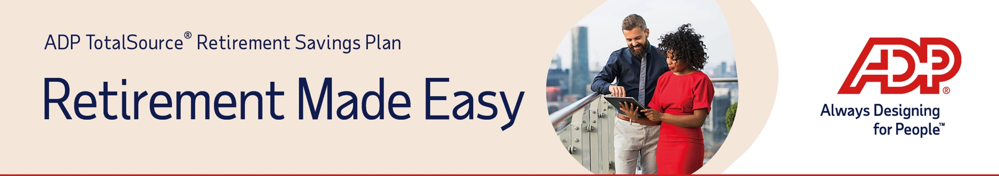 ADP TotalSource® Retirement Savings Plan
Retirement Made Easy
ADP®
Always Designing
for People™